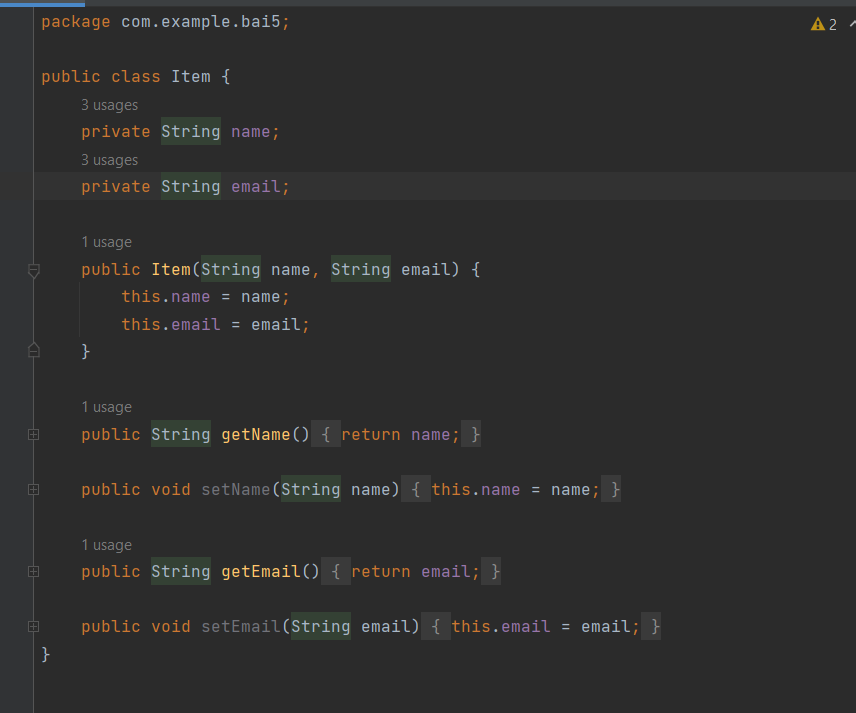 package com.example.bai5;
2
public class Item {
3 usages
private String name;
3 usages
private String email;
1 usage
public Item(String name, String email) {
this.name = name;
this.email = email;
}
1 usage
public String getName() { return name; }
public void setName(String name) { this.name = name; }
1 usage
public String getEmail() { return email; }
public void setEmail(String email) { this.email = email; }
}